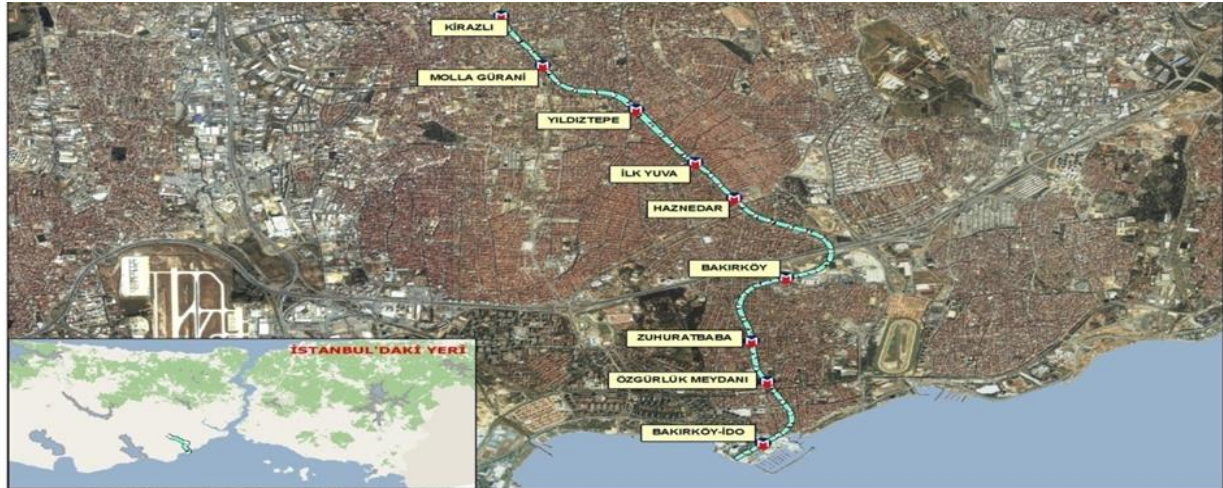 KİRAZLI
MOLLA GÜRANİ
YILDIZTEPE
İLK YUVA
HAZNEDAR
BAKIRKÖY
ZUHURATBABA
İSTANBUL'DAKİ YERİ
ÖZGÜRLÜK MEYDANI
BAKIRKÖY-İDO